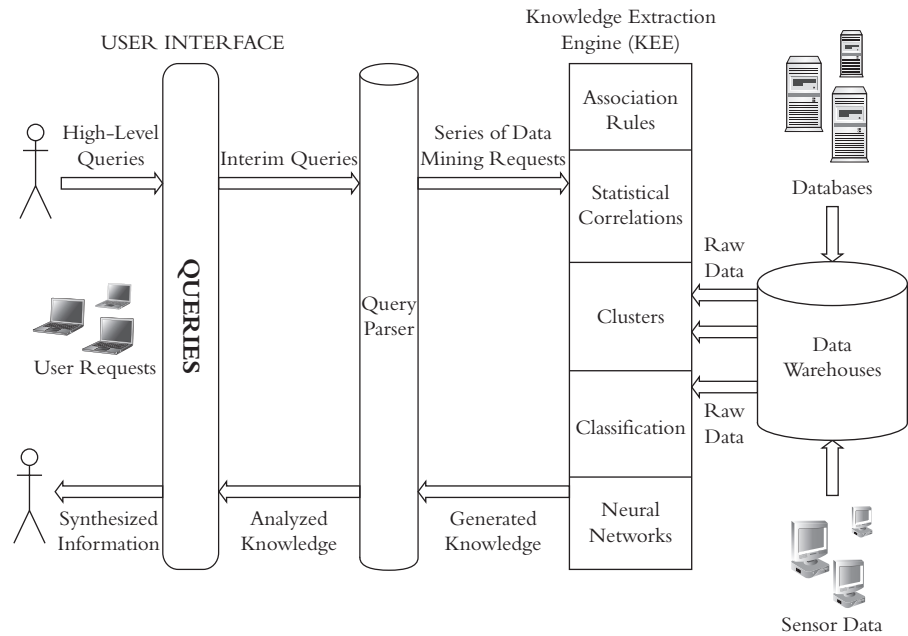 USER INTERFACE
Knowledge Extraction
Engine (KEE)
High-Level
Queries
Interim Queries
Series of Data
Mining Requests
Association
Rules
Statistical
Correlations
Clusters
Classification
Neural
Networks
Databases
Raw
Data
Data
Warehouses
Raw
Data
QUERIES
Query
Parser
User Requests
Synthesized
Information
Analyzed
Knowledge
Generated
Knowledge
Sensor Data